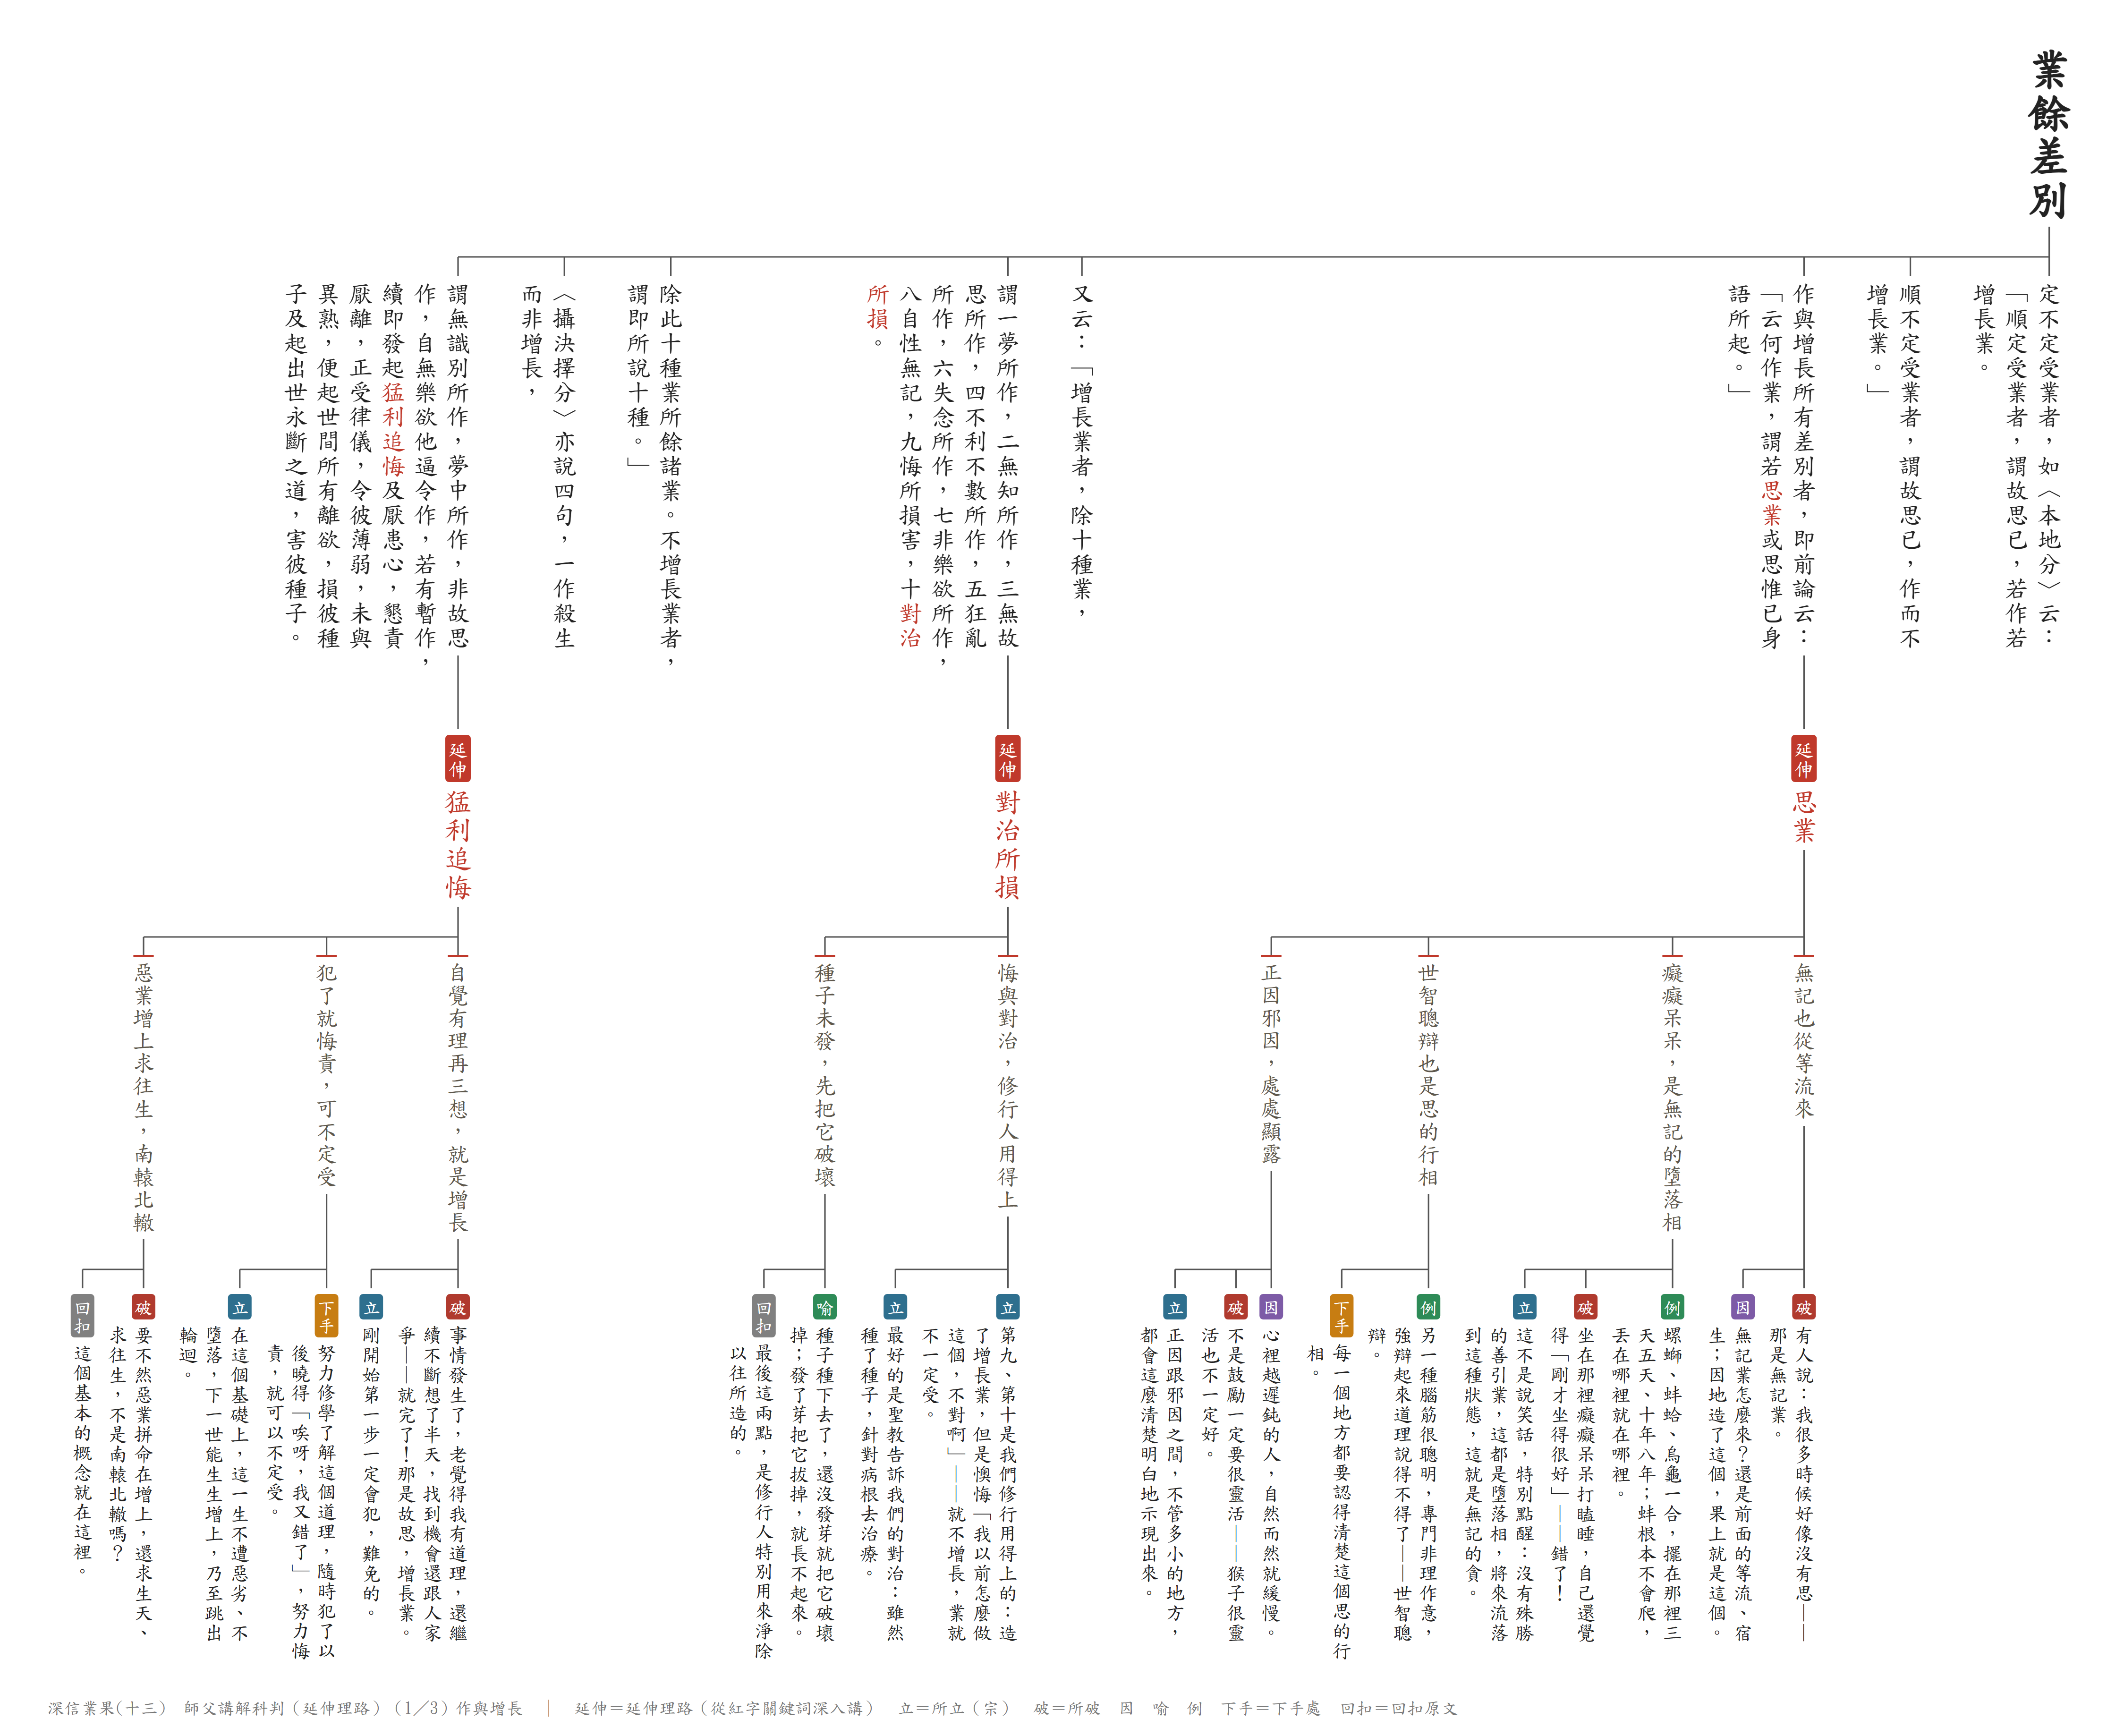 業餘差別
定不定受業者，如〈本地分〉云：
「順定受業者，謂故思已，若作若
增長業。
順不定受業者，謂故思已，作而不
增長業。」
作與增長所有差別者，即前論云：
「云何作業，謂若思業或思惟已身
語所起。」
又云：「增長業者，除十種業，
謂一夢所作，二無知所作，三無故
思所作，四不利不數所作，五狂亂
所作，六失念所作，七非樂欲所作，
八自性無記，九悔所損害，十對治
所損。
除此十種業所餘諸業。不增長業者，
謂即所說十種。」
〈攝決擇分〉亦說四句，一作殺生
而非增長，
謂無識別所作，夢中所作，非故思
作，自無樂欲他逼令作，若有暫作，
續即發起猛利追悔及厭患心，懇責
厭離，正受律儀，令彼薄弱，未與
異熟，便起世間所有離欲，損彼種
子及起出世永斷之道，害彼種子。
延伸
思業
無記也從等流來
破
有人說：我很多時候好像沒有思——
那是無記業。
因
無記業怎麼來？還是前面的等流、宿
生；因地造了這個，果上就是這個。
癡癡呆呆，是無記的墮落相
例
螺螄、蚌蛤、烏龜一合，擺在那裡三
天五天、十年八年；蚌根本不會爬，
丟在哪裡就在哪裡。
破
坐在那裡癡癡呆呆打瞌睡，自己還覺
得「剛才坐得很好」——錯了！
立
這不是說笑話，特別點醒：沒有殊勝
的善引業，這都是墮落相，將來流落
到這種狀態，這就是無記的貪。
世智聰辯也是思的行相
例
另一種腦筋很聰明，專門非理作意，
強辯起來道理說得不得了——世智聰
辯。
下手
每一個地方都要認得清楚這個思的行
相。
正因邪因，處處顯露
因
心裡越遲鈍的人，自然而然就緩慢。
破
不是鼓勵一定要很靈活——猴子很靈
活也不一定好。
立
正因跟邪因之間，不管多小的地方，
都會這麼清楚明白地示現出來。
延伸
對治所損
悔與對治，修行人用得上
立
第九、第十是我們修行用得上的：造
了增長業，但是懊悔「我以前怎麼做
這個，不對啊」——就不增長，業就
不一定受。
立
最好的是聖教告訴我們的對治：雖然
種了種子，針對病根去治療。
種子未發，先把它破壞
喻
種子種下去了，還沒發芽就把它破壞
掉；發了芽把它拔掉，就長不起來。
回扣
最後這兩點，是修行人特別用來淨除
以往所造的。
延伸
猛利追悔
自覺有理再三想，就是增長
破
事情發生了，老覺得我有道理，還繼
續不斷想了半天，找到機會還跟人家
爭——就完了！那是故思，增長業。
立
剛開始第一步一定會犯，難免的。
犯了就悔責，可不定受
下手
努力修學了解這個道理，隨時犯了以
後曉得「唉呀，我又錯了」，努力悔
責，就可以不定受。
立
在這個基礎上，這一生不遭惡劣、不
墮落，下一世能生生增上，乃至跳出
輪迴。
惡業增上求往生，南轅北轍
破
要不然惡業拼命在增上，還求生天、
求往生，不是南轅北轍嗎？
回扣
這個基本的概念就在這裡。
深信業果(十三)　師父講解科判（延伸理路）（1／3）作與增長　｜　延伸＝延伸理路（從紅字關鍵詞深入講）　立＝所立（宗）　破＝所破　因　喻　例　下手＝下手處　回扣＝回扣原文